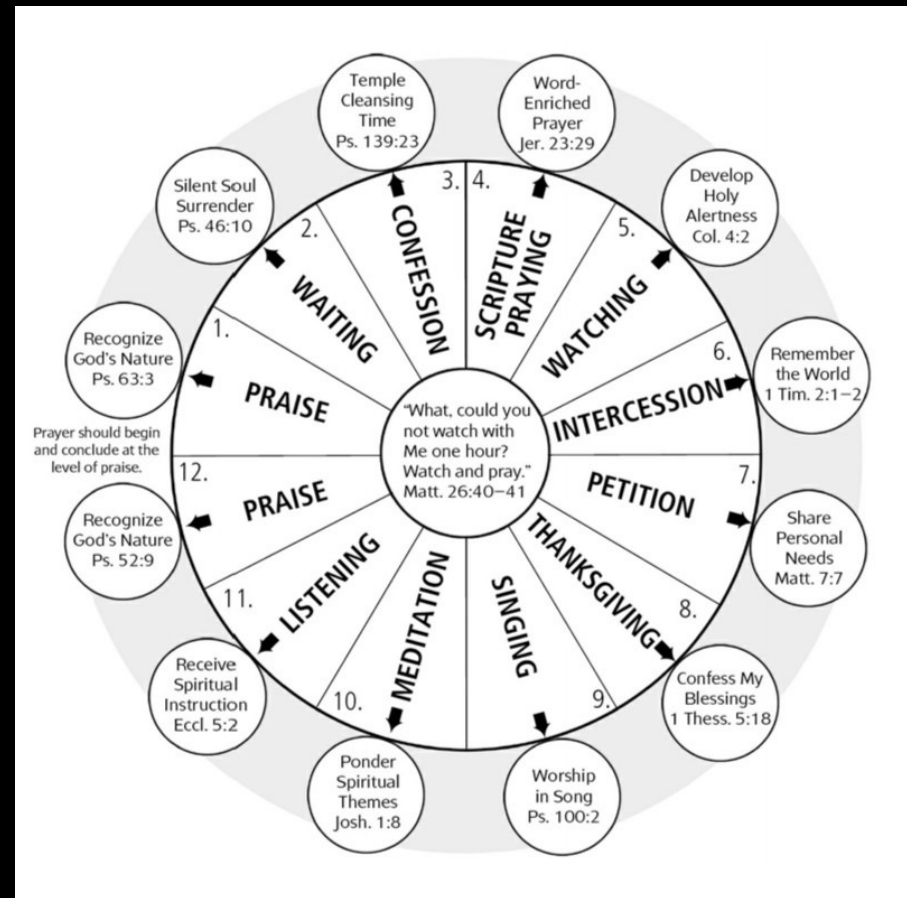 Recognize
God's Nature
Ps. 63:3
1.
PRAISE
Silent Soul
Surrender
Ps. 46:10
2.
WAITING
Temple
Cleansing
Time
Ps. 139:23
3.
CONFESSION
Word-
Enriched
Prayer
Jer. 23:29
4.
SCRIPTURE
PRAYING
Develop
Holy
Alertness
Col. 4:2
5.
WATCHING
Remember
the World
1 Tim. 2:1–2
6.
INTERCESSION
7.
PETITION
Share
Personal
Needs
Matt. 7:7
8.
THANKSGIVING
Confess My
Blessings
1 Thess. 5:18
9.
SINGING
Worship
in Song
Ps. 100:2
10.
MEDITATION
Ponder
Spiritual
Themes
Josh. 1:8
11.
LISTENING
Receive
Spiritual
Instruction
Eccl. 5:2
12.
PRAISE
Recognize
God's Nature
Ps. 52:9
Prayer should begin
and conclude at the
level of praise.
"What, could you
not watch with
Me one hour?
Watch and pray."
Matt. 26:40–41